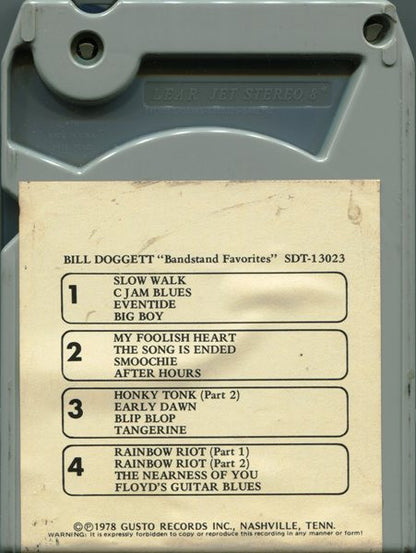 LEAR JET STEREO 8
BILL DOGGETT "Bandstand Favorites" SDT-13023
1
SLOW WALK
C JAM BLUES
EVENTIDE
BIG BOY
2
MY FOOLISH HEART
THE SONG IS ENDED
SMOOCHIE
AFTER HOURS
3
HONKY TONK (Part 2)
EARLY DAWN
BLIP BLOP
TANGERINE
4
RAINBOW RIOT (Part 1)
RAINBOW RIOT (Part 2)
THE NEARNESS OF YOU
FLOYD'S GUITAR BLUES
©℗1978 GUSTO RECORDS INC., NASHVILLE, TENN.
WARNING: It is expressly forbidden to copy or reproduce this recording in any manner or form!